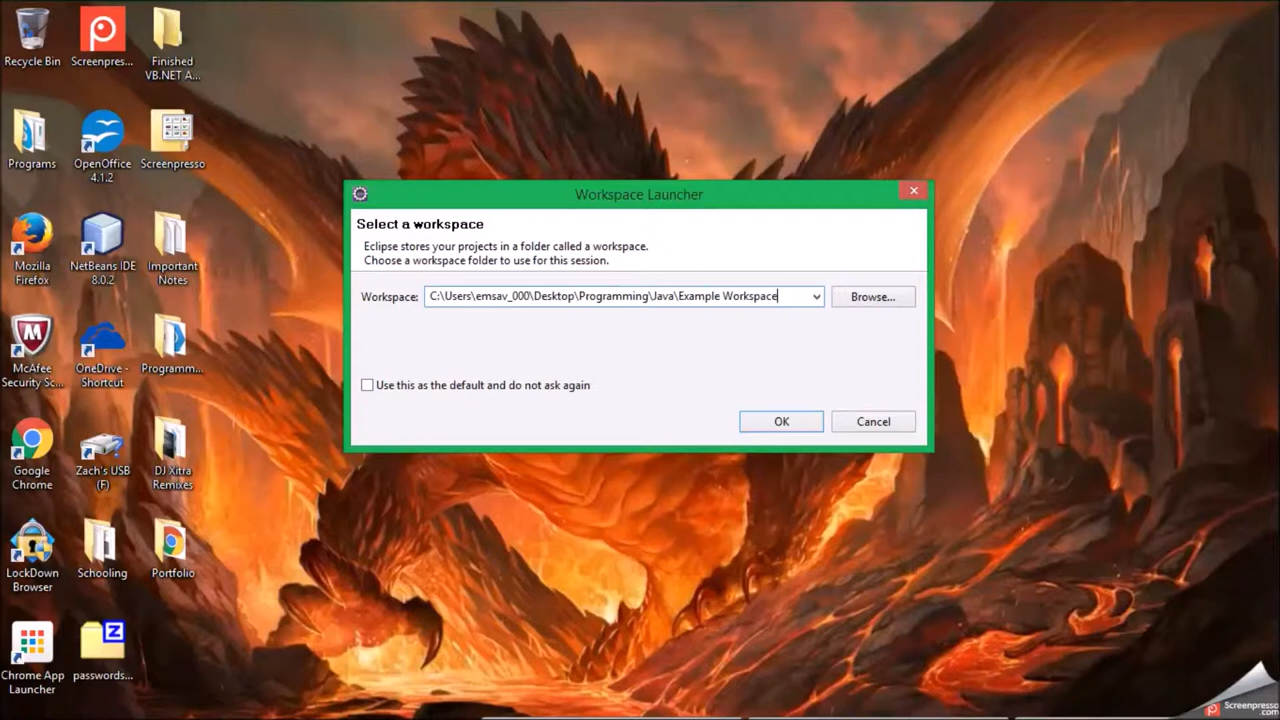 Recycle Bin
Screenpres...
Finished
VB.NET A...
Programs
OpenOffice
4.1.2
Screenpresso
Mozilla
Firefox
NetBeans IDE
8.0.2
Important
Notes
McAfee
Security Sc...
OneDrive -
Shortcut
Programm...
Google
Chrome
Zach's USB
(F)
DJ Xitra
Remixes
LockDown
Browser
Schooling
Portfolio
Chrome App
Launcher
Z
passwords...
Workspace Launcher
Select a workspace
Eclipse stores your projects in a folder called a workspace.
Choose a workspace folder to use for this session.
Workspace:
C:\Users\emsav_000\Desktop\Programming\Java\Example Workspace
Browse...
Use this as the default and do not ask again
OK
Cancel
Screenpresso
.com